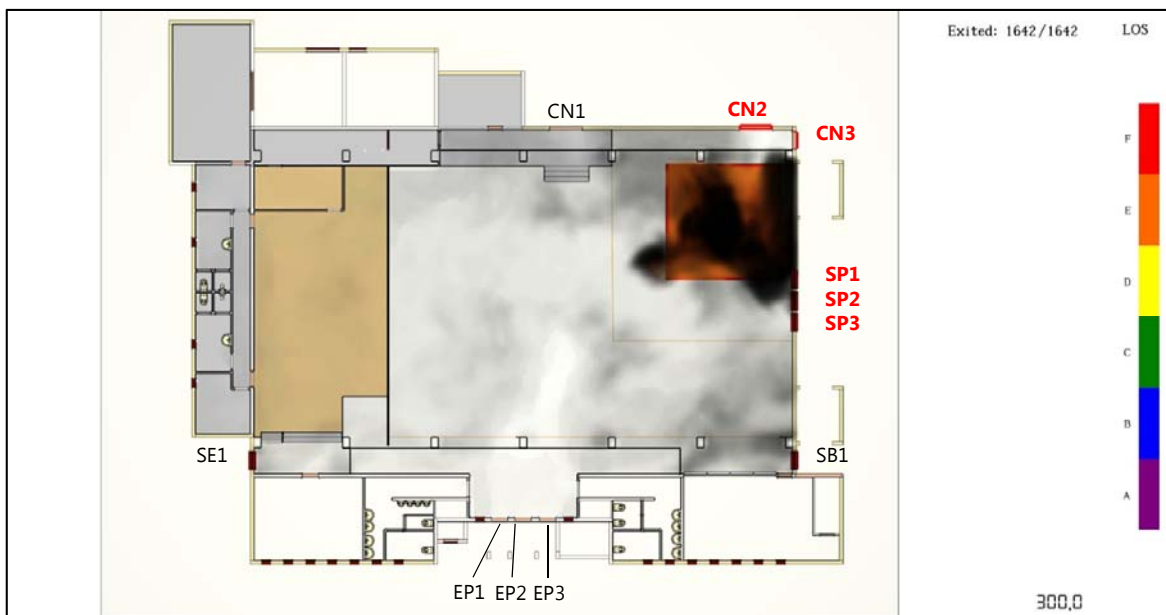 Exited: 1642/1642 LOS
CN1
CN2
CN3
F
E
SP1
D
SP2
SP3
C
B
SE1
SB1
A
EP1 EP2 EP3
300,0